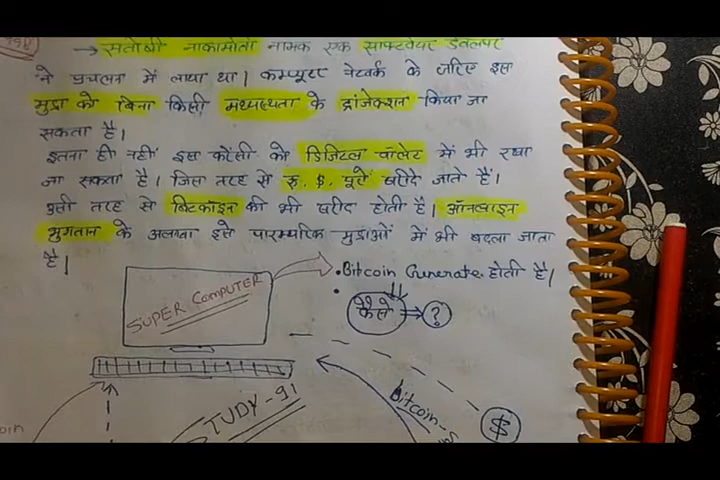 → सतोषी नाकामोतो नामक एक साफ्टवेयर डेवलपर
ने प्रचलन में लाया था। कम्प्यूटर नेटवर्क के जरिए इस
मुद्रा को बिना किसी मध्यस्थता के ट्रांजेक्शन किया जा
सकता है।
इतना ही नहीं इस करेंसी को डिजिटल वॉलेट में भी रखा
जा सकता है। जिस तरह से रु. $. यूरो खरीदे जाते हैं।
उसी तरह से बिटकॉइन की भी खरीद होती है। ऑनलाइन
भुगतान के अलावा इसे पारम्परिक मुद्राओं में भी बदला जाता
है।
• Bitcoin Generate होती है।
SUPER COMPUTER
कैसे → ?
STUDY-91
Bitcoin
$